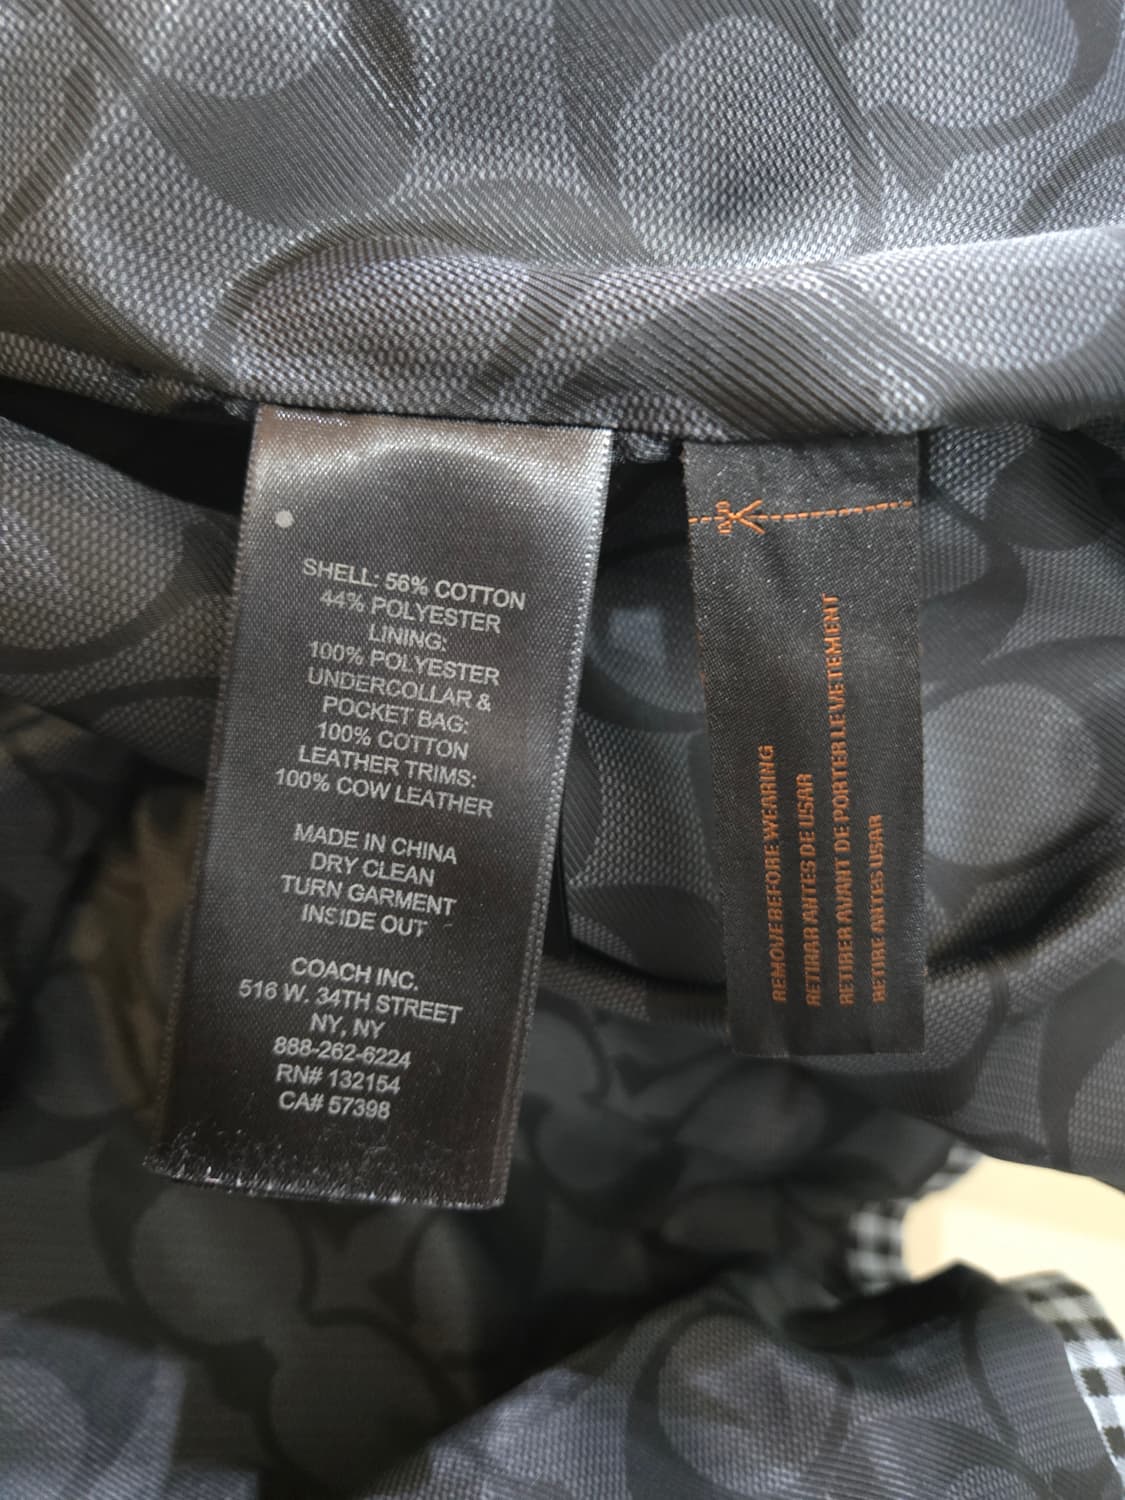 SHELL: 56% COTTON
44% POLYESTER
LINING:
100% POLYESTER
UNDERCOLLAR &
POCKET BAG:
100% COTTON
LEATHER TRIMS:
100% COW LEATHER
MADE IN CHINA
DRY CLEAN
TURN GARMENT
INSIDE OUT
COACH INC.
516 W. 34TH STREET
NY, NY
888-262-6224
RN# 132154
CA# 57398
REMOVE BEFORE WEARING
RETIRAR ANTES DE USAR
RETIRER AVANT DE PORTER LE VETEMENT
RETIRE ANTES USAR